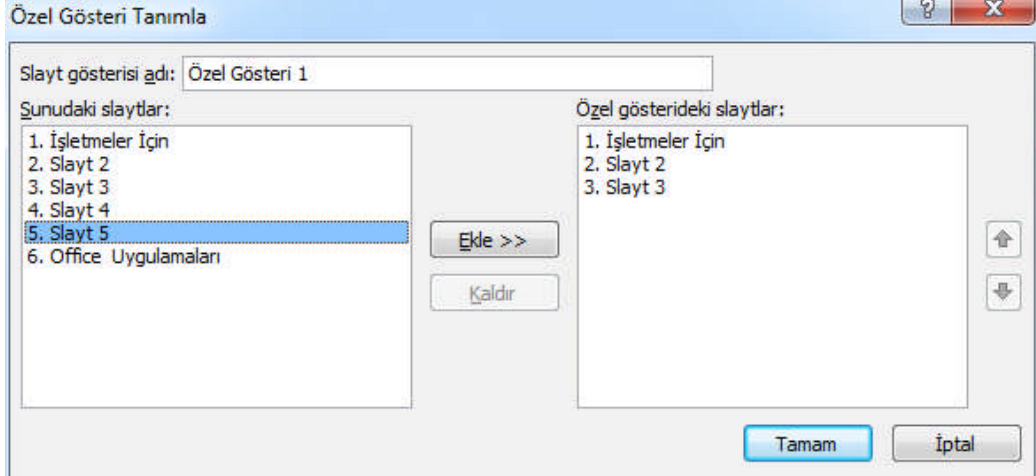 Özel Gösteri Tanımla
Slayt gösterisi adı: Özel Gösteri 1
Sunudaki slaytlar:
1. İşletmeler İçin
2. Slayt 2
3. Slayt 3
4. Slayt 4
5. Slayt 5
6. Office Uygulamaları
Ekle >>
Kaldır
Özel gösterideki slaytlar:
1. İşletmeler İçin
2. Slayt 2
3. Slayt 3
Tamam
İptal